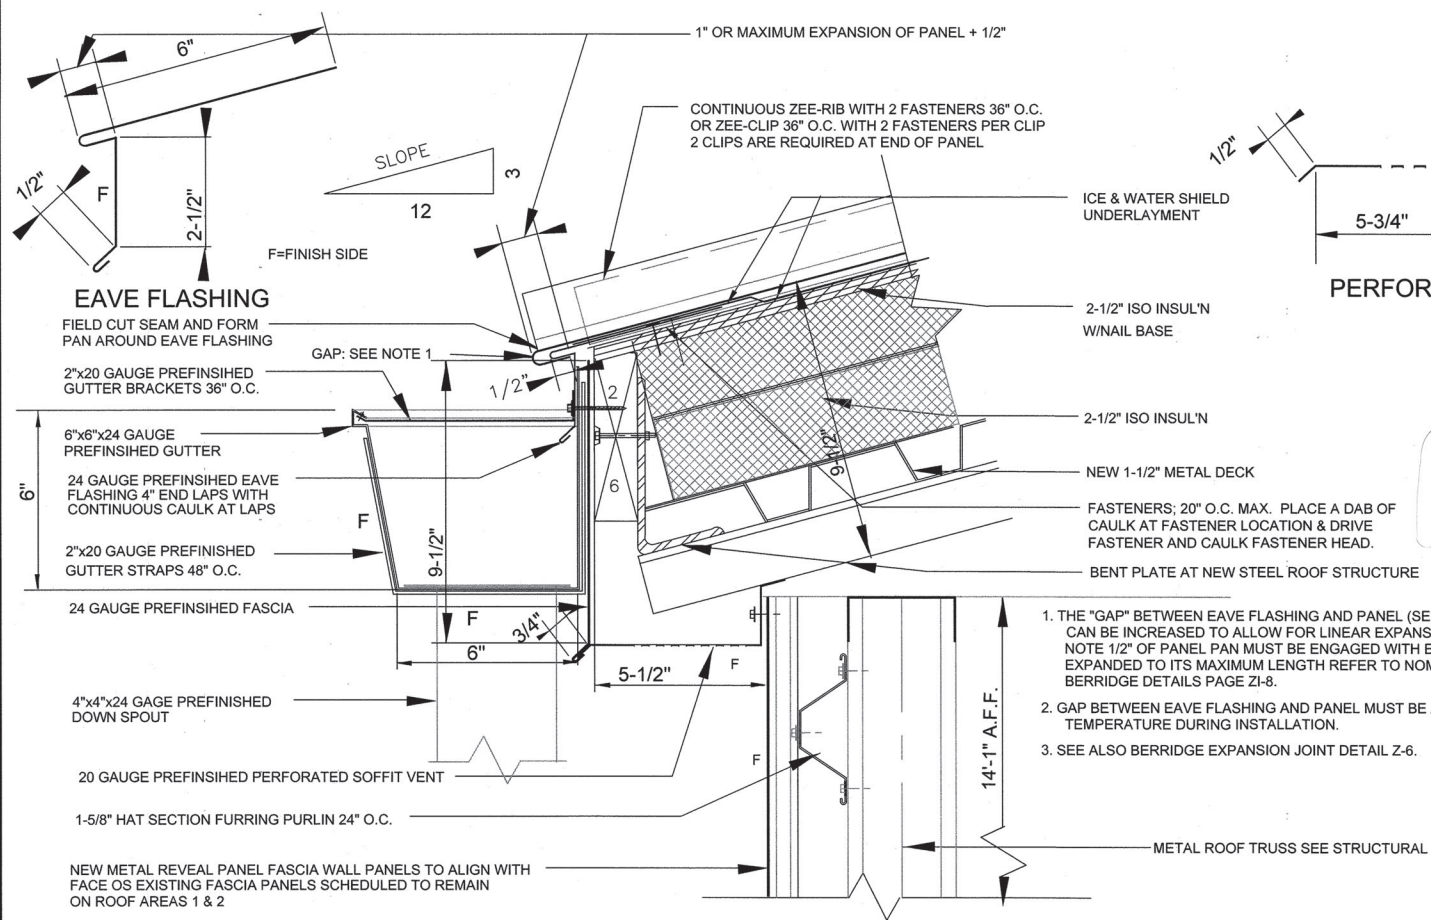 6"
1" OR MAXIMUM EXPANSION OF PANEL + 1/2"
CONTINUOUS ZEE-RIB WITH 2 FASTENERS 36" O.C.
OR ZEE-CLIP 36" O.C. WITH 2 FASTENERS PER CLIP
2 CLIPS ARE REQUIRED AT END OF PANEL
1/2"
F
2-1/2"
SLOPE
3
12
F=FINISH SIDE
EAVE FLASHING
1/2"
5-3/4"
PERFOR
ICE & WATER SHIELD
UNDERLAYMENT
FIELD CUT SEAM AND FORM
PAN AROUND EAVE FLASHING
GAP: SEE NOTE 1
2"x20 GAUGE PREFINSIHED
GUTTER BRACKETS 36" O.C.
6"x6"x24 GAUGE
PREFINSIHED GUTTER
24 GAUGE PREFINSIHED EAVE
FLASHING 4" END LAPS WITH
CONTINUOUS CAULK AT LAPS
2"x20 GAUGE PREFINISHED
GUTTER STRAPS 48" O.C.
24 GAUGE PREFINSIHED FASCIA
6"
F
1/2"
2
6
9-1/2"
9-1/2"
F
3/4"
6"
5-1/2"
F
2-1/2" ISO INSUL'N
W/NAIL BASE
2-1/2" ISO INSUL'N
NEW 1-1/2" METAL DECK
FASTENERS; 20" O.C. MAX. PLACE A DAB OF
CAULK AT FASTENER LOCATION & DRIVE
FASTENER AND CAULK FASTENER HEAD.
BENT PLATE AT NEW STEEL ROOF STRUCTURE
1. THE "GAP" BETWEEN EAVE FLASHING AND PANEL (SE
CAN BE INCREASED TO ALLOW FOR LINEAR EXPANS
NOTE 1/2" OF PANEL PAN MUST BE ENGAGED WITH E
EXPANDED TO ITS MAXIMUM LENGTH REFER TO NOM
BERRIDGE DETAILS PAGE ZI-8.
2. GAP BETWEEN EAVE FLASHING AND PANEL MUST BE
TEMPERATURE DURING INSTALLATION.
3. SEE ALSO BERRIDGE EXPANSION JOINT DETAIL Z-6.
4"x4"x24 GAGE PREFINISHED
DOWN SPOUT
20 GAUGE PREFINSIHED PERFORATED SOFFIT VENT
1-5/8" HAT SECTION FURRING PURLIN 24" O.C.
F
14'-1" A.F.F.
METAL ROOF TRUSS SEE STRUCTURAL
NEW METAL REVEAL PANEL FASCIA WALL PANELS TO ALIGN WITH
FACE OS EXISTING FASCIA PANELS SCHEDULED TO REMAIN
ON ROOF AREAS 1 & 2